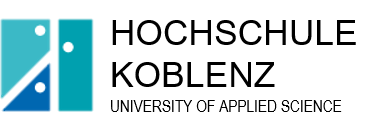 HOCHSCHULE
KOBLENZ
UNIVERSITY OF APPLIED SCIENCE